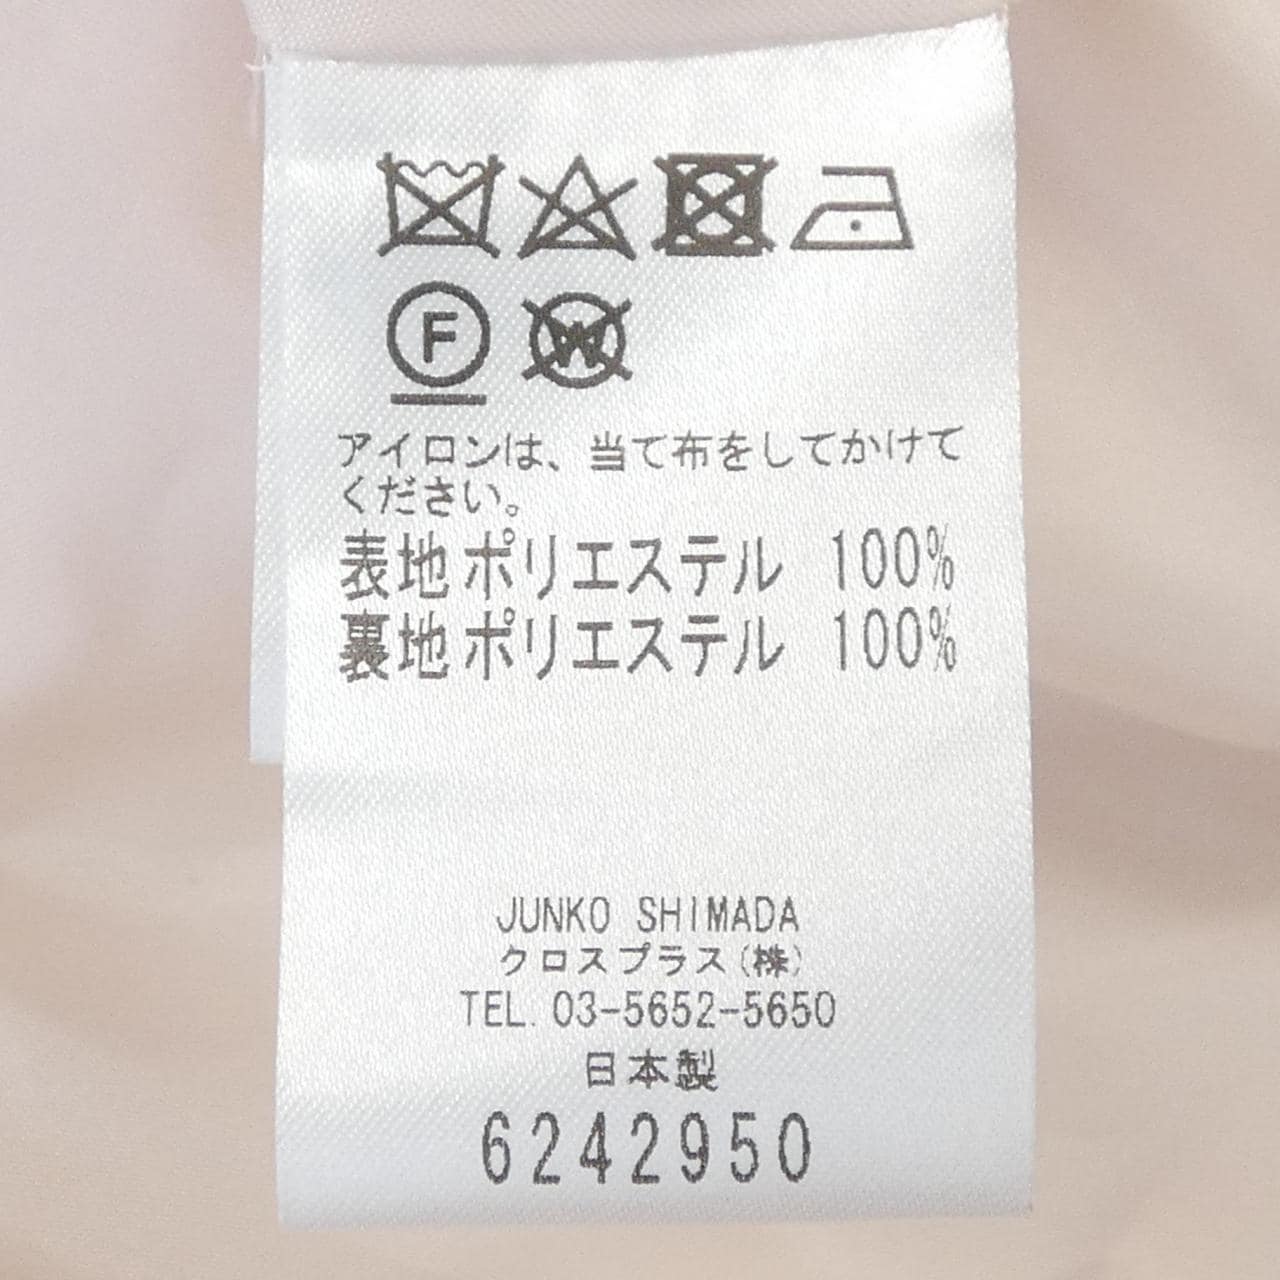 F
W
アイロンは、当て布をしてかけて
ください。
表地ポリエステル 100%
裏地ポリエステル 100%
JUNKO SHIMADA
クロスプラス(株)
TEL. 03-5652-5650
日本製
6242950